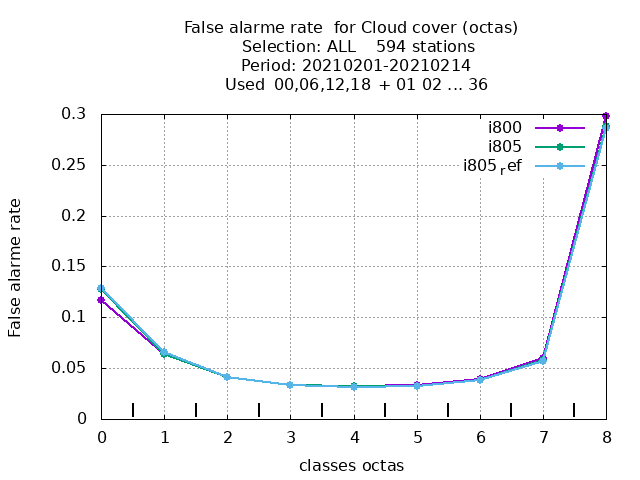 False alarme rate  for Cloud cover (octas)
Selection: ALL    594 stations
Period: 20210201-20210214
Used  00,06,12,18 + 01 02 ... 36
0.3
0.25
0.2
0.15
0.1
0.05
0
False alarme rate
i800
i805
i805ref
0 1 2 3 4 5 6 7 8
classes octas